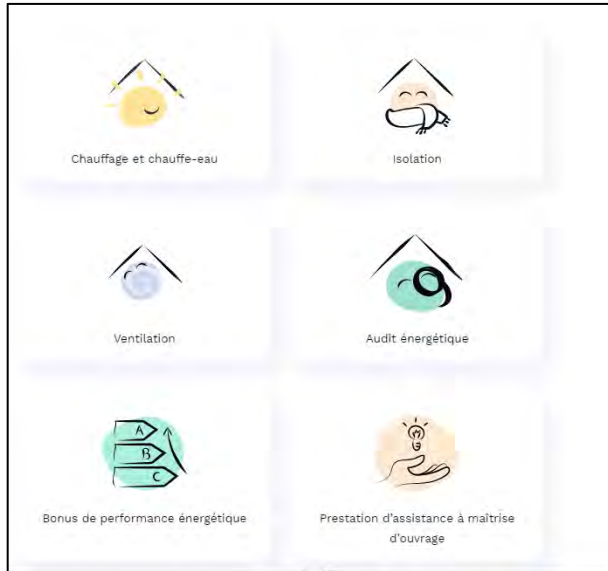 Chauffage et chauffe-eau
Isolation
Ventilation
Audit énergétique
A
B
C
Bonus de performance énergétique
Prestation d'assistance à maîtrise
d'ouvrage